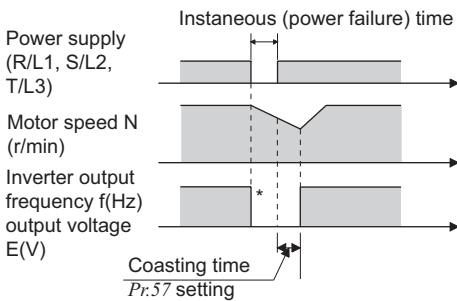 Instaneous (power failure) time
Power supply
(R/L1, S/L2,
T/L3)
Motor speed N
(r/min)
Inverter output
frequency f(Hz)
output voltage
E(V)
*
Coasting time
Pr.57 setting